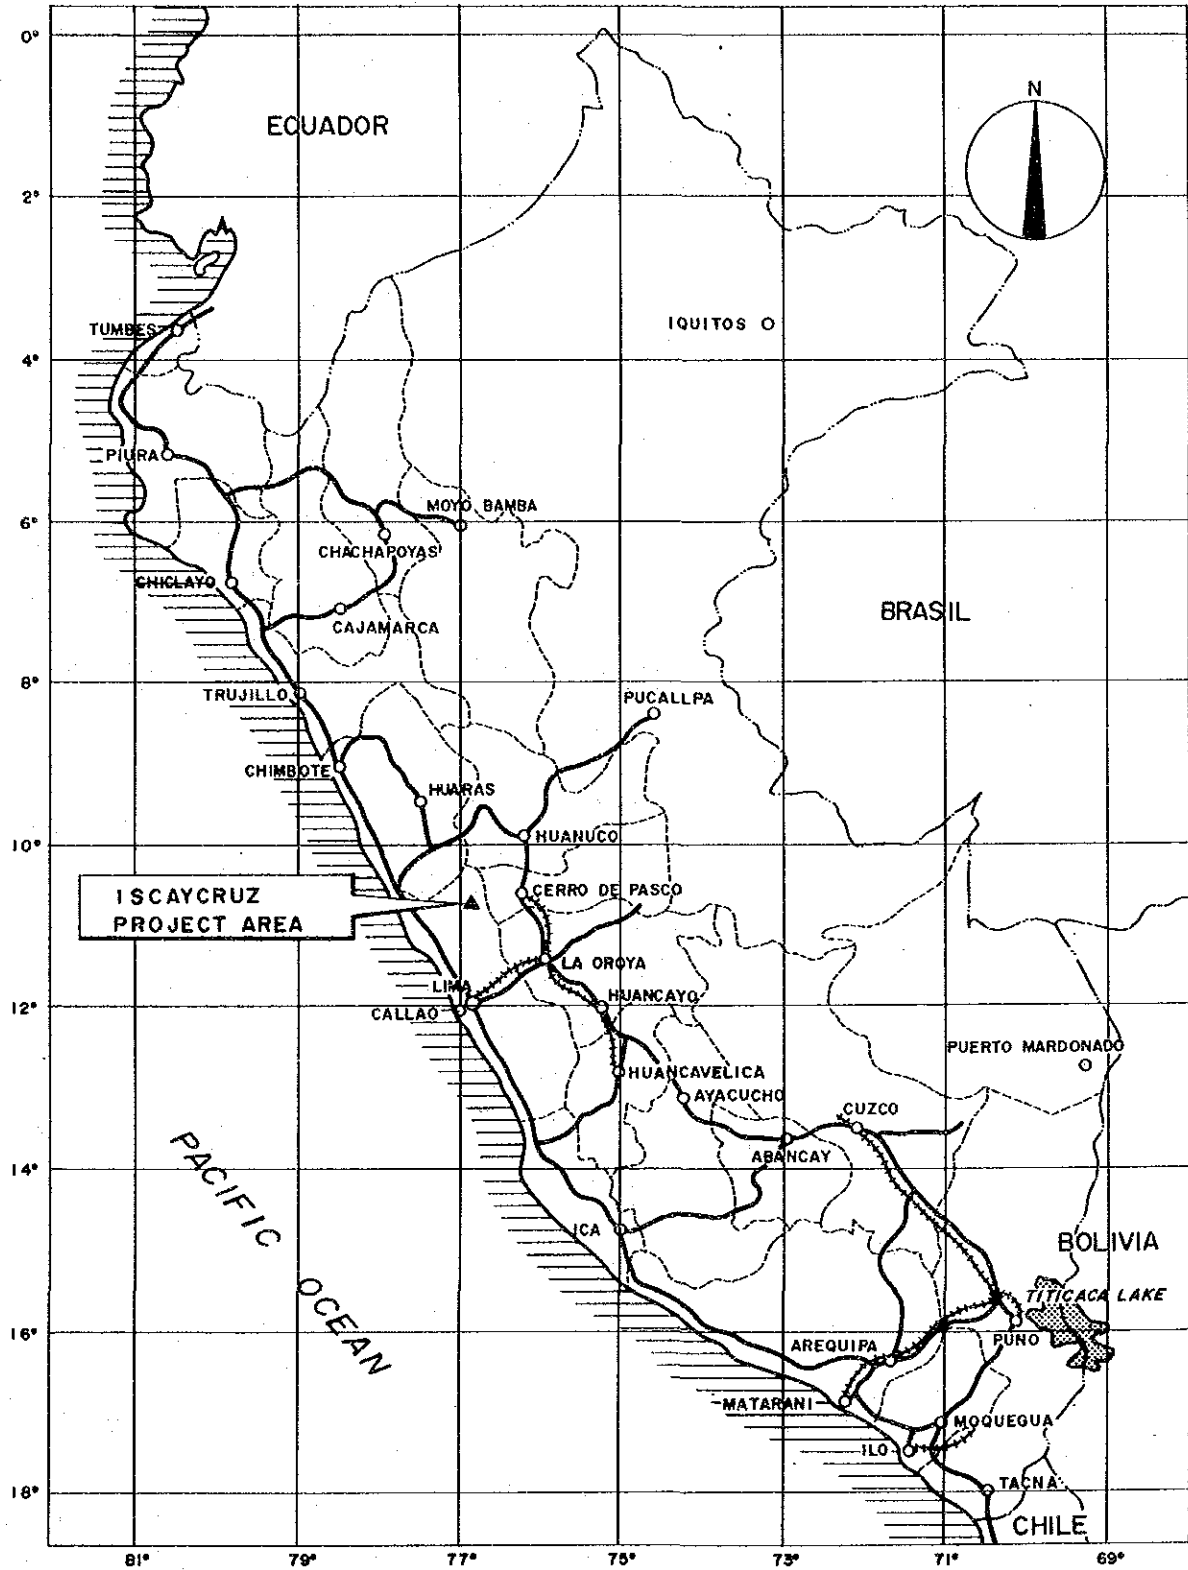 0°
ECUADOR
N
2°
IQUITOS
TUMBES
4°
PIURA
MOYO BAMBA
6°
CHACHAPOYAS
CHICLAYO
BRASIL
CAJAMARCA
8°
TRUJILLO
PUCALLPA
CHIMBOTE
HUARAS
HUANUCO
10°
ISCAYCRUZ
PROJECT AREA
CERRO DE PASCO
LA OROYA
LIMA
HUANCAYO
12°
CALLAO
PUERTO MARDONADO
HUANCAVELICA
AYACUCHO
CUZCO
ABANCAY
14°
PACIFIC OCEAN
ICA
BOLIVIA
TITICACA LAKE
16°
AREQUIPA
PUNO
MATARANI
MOQUEGUA
ILO
18°
TACNA
CHILE
81°
79°
77°
75°
73°
71°
69°